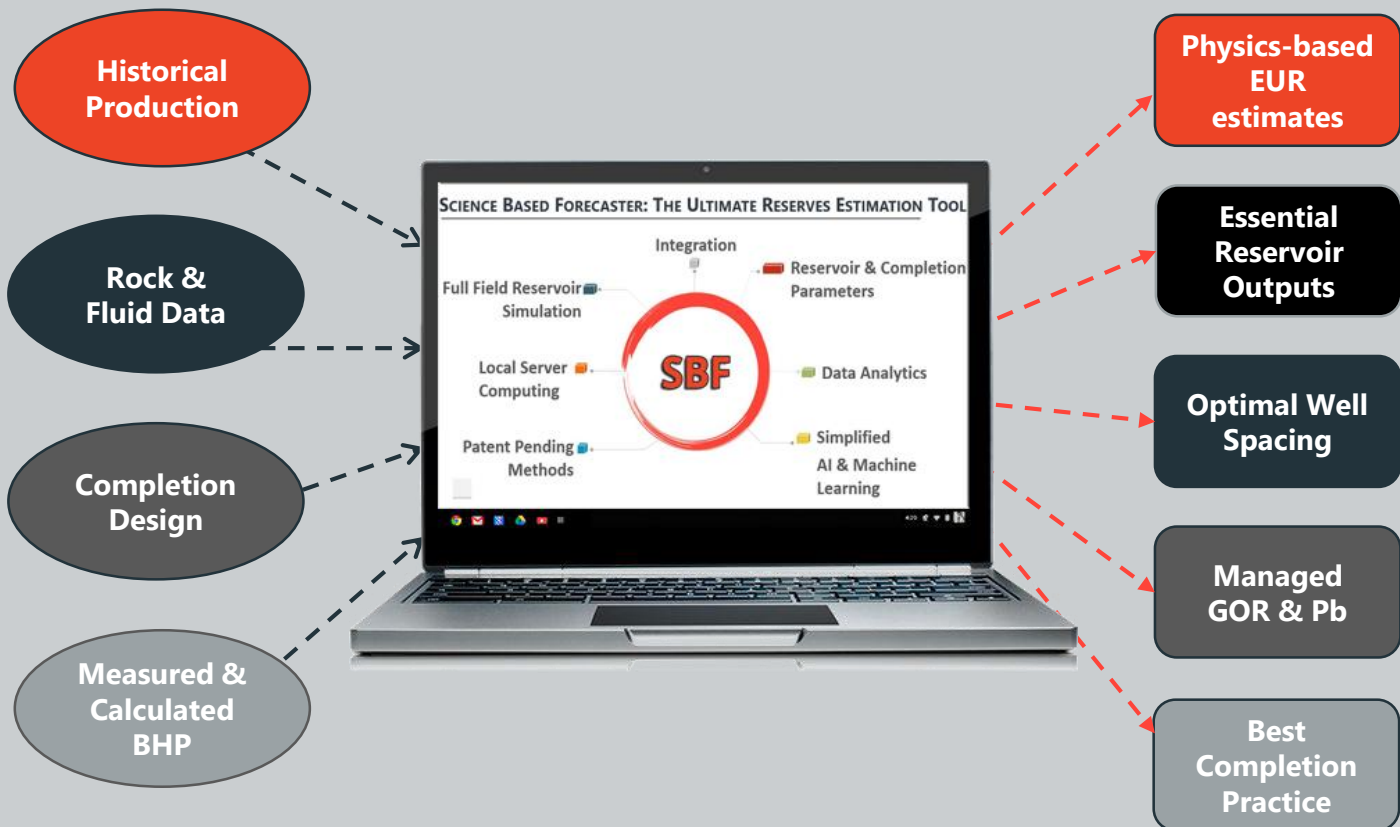 Historical
Production
Rock &
Fluid Data
Completion
Design
Measured &
Calculated
BHP
SCIENCE BASED FORECASTER: THE ULTIMATE RESERVES ESTIMATION TOOL
Integration
Full Field Reservoir
Simulation
Local Server
Computing
Patent Pending
Methods
SBF
Reservoir & Completion
Parameters
Data Analytics
Simplified
AI & Machine
Learning
4:20
Physics-based
EUR
estimates
Essential
Reservoir
Outputs
Optimal Well
Spacing
Managed
GOR & Pb
Best
Completion
Practice